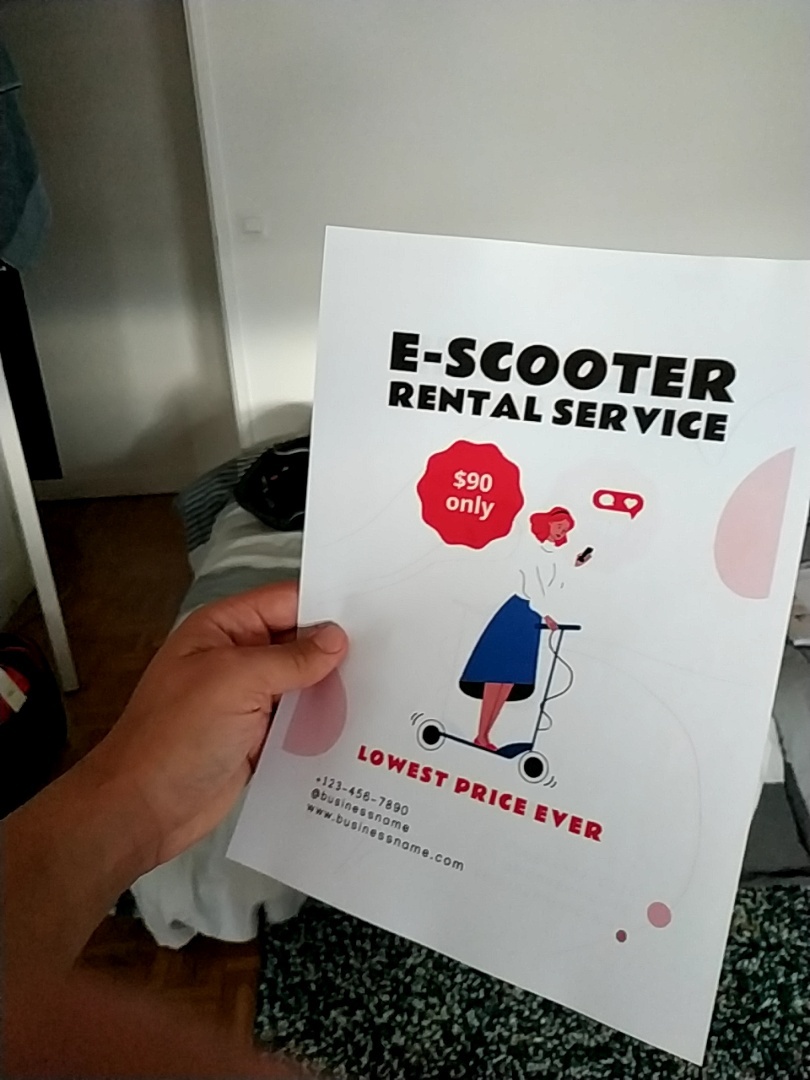 E-SCOOTER
RENTAL SERVICE
$90
only
LOWEST PRICE EVER
+123-456-7890
@businessname
www.businessname.com